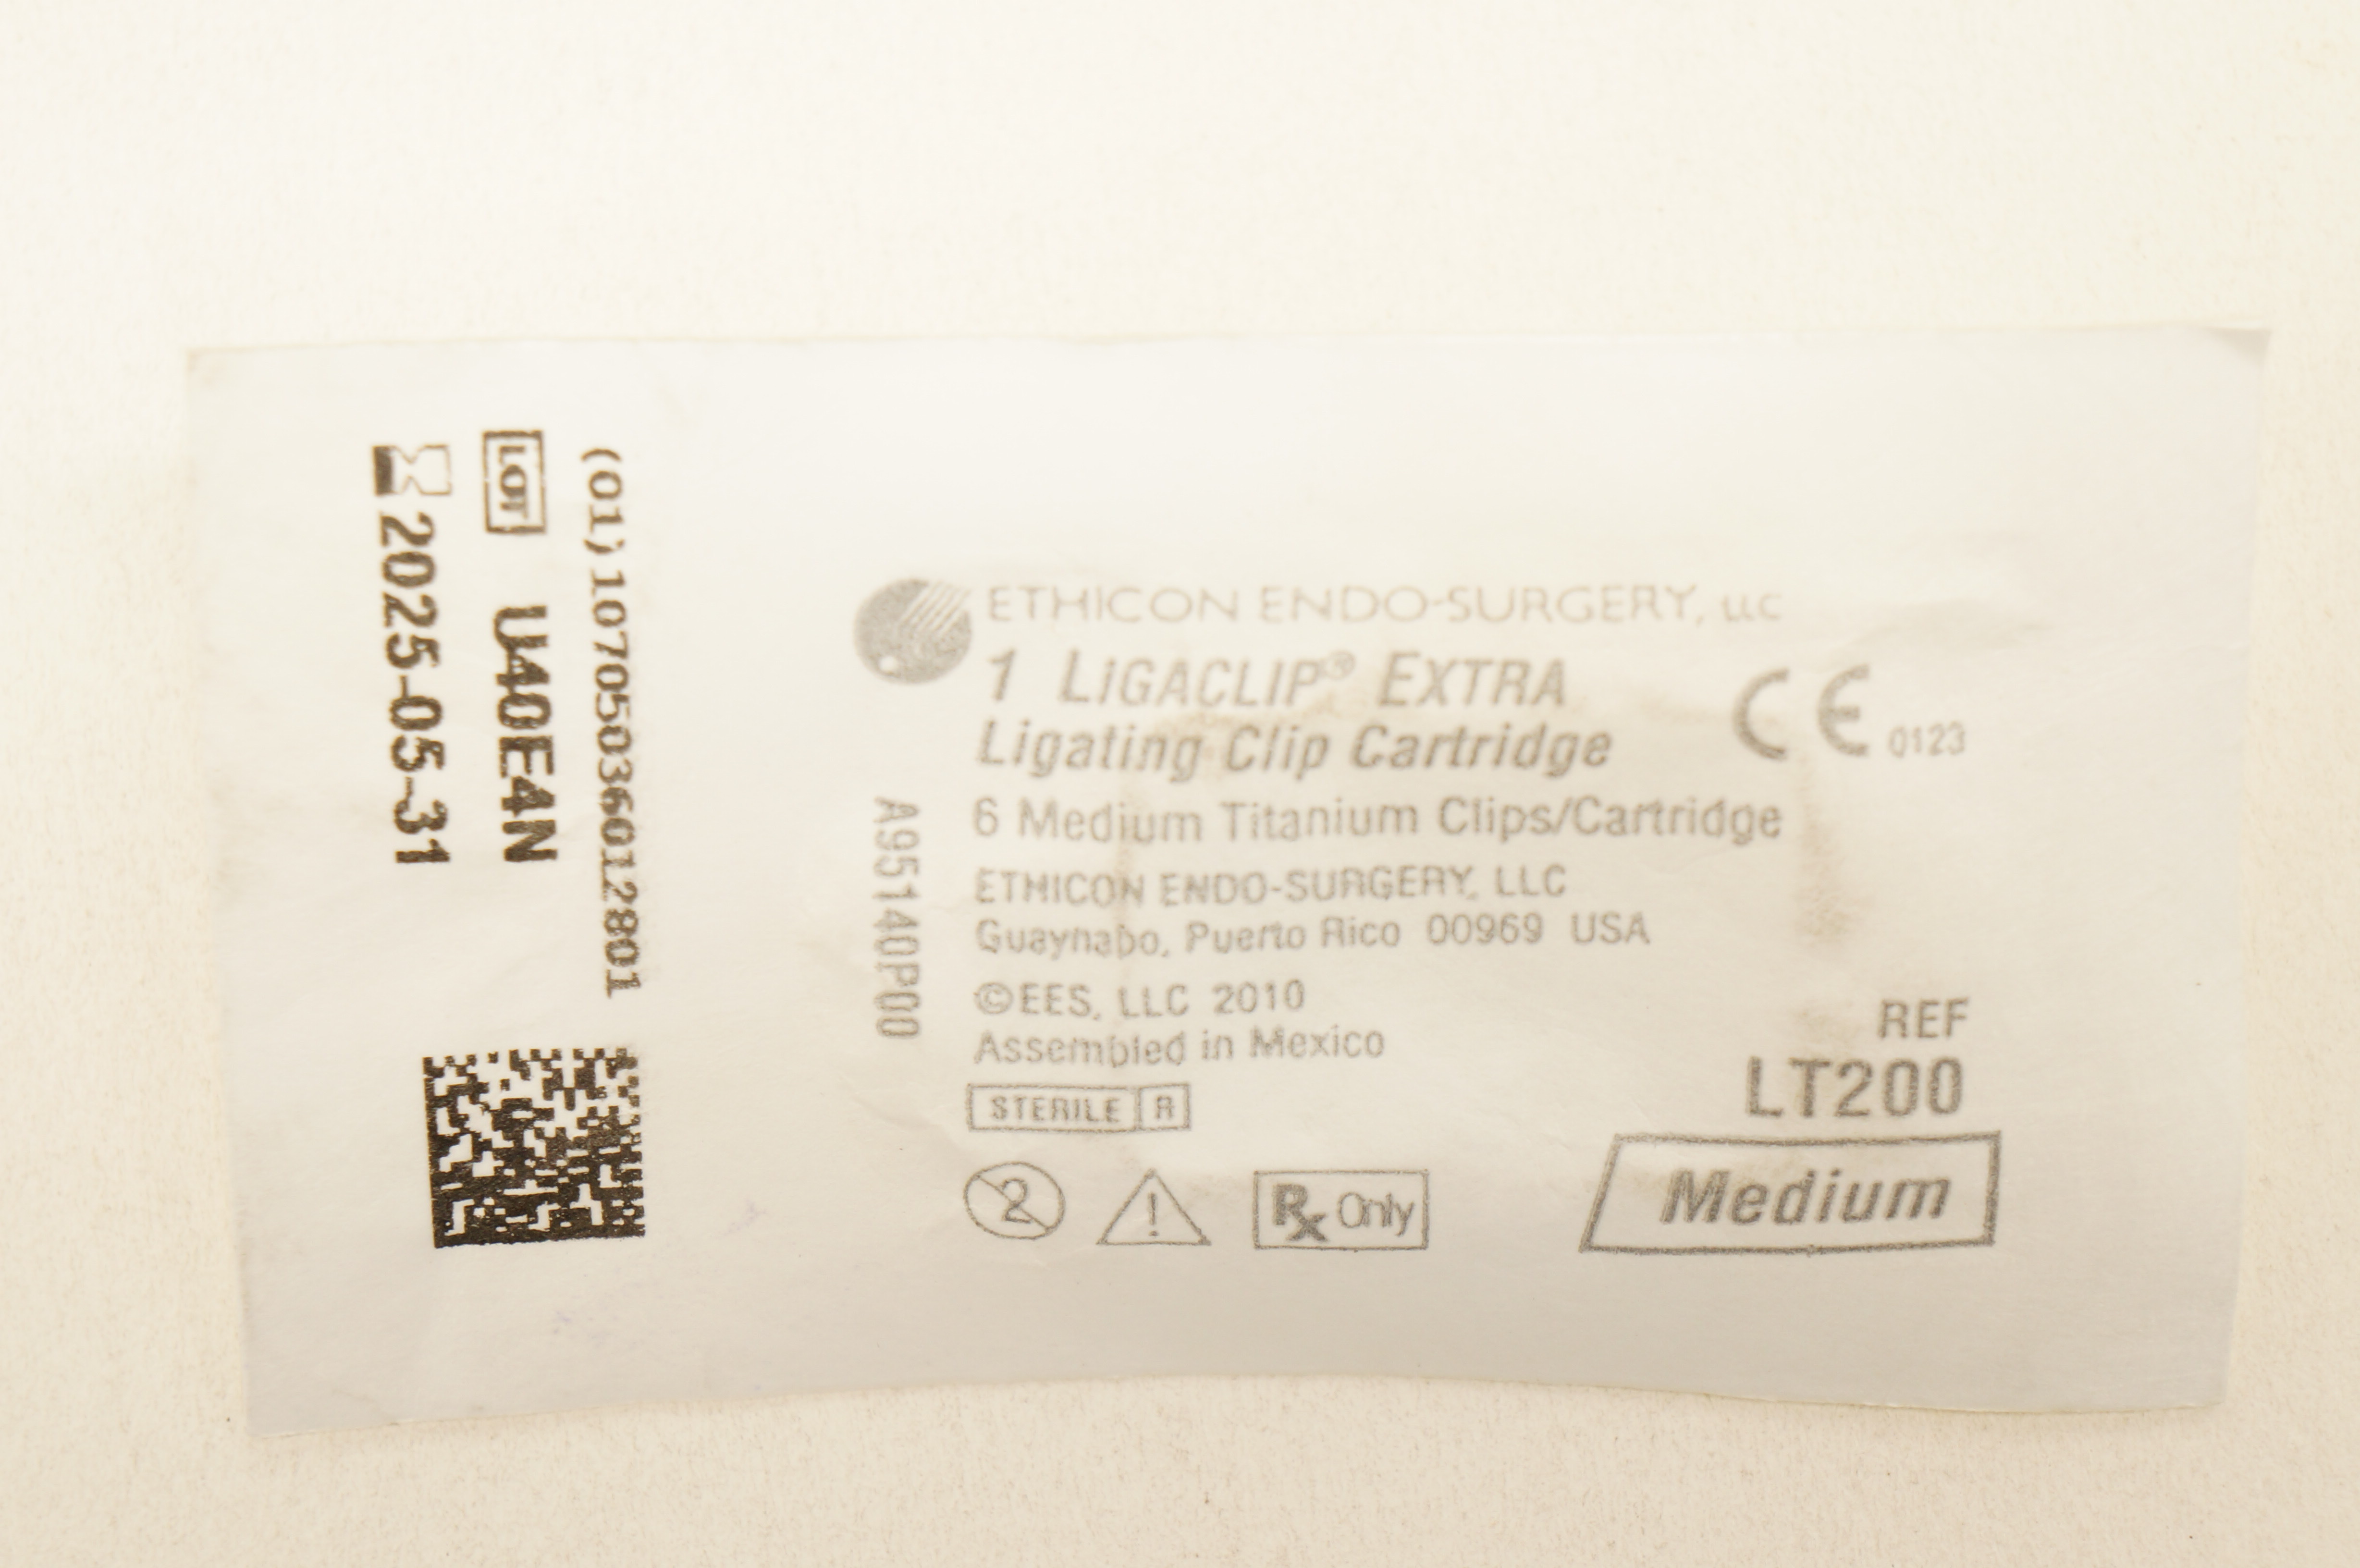 (01)10705036012801
LOT U40E4N
2025-05-31
A95140P00
ETHICON ENDO-SURGERY, LLC
1 LIGACLIP® EXTRA
Ligating Clip Cartridge
CE 0123
6 Medium Titanium Clips/Cartridge
ETHICON ENDO-SURGERY, LLC
Guaynabo, Puerto Rico 00969 USA
©EES, LLC 2010
Assembled in Mexico
STERILE R
2
!
Rx Only
REF
LT200
Medium